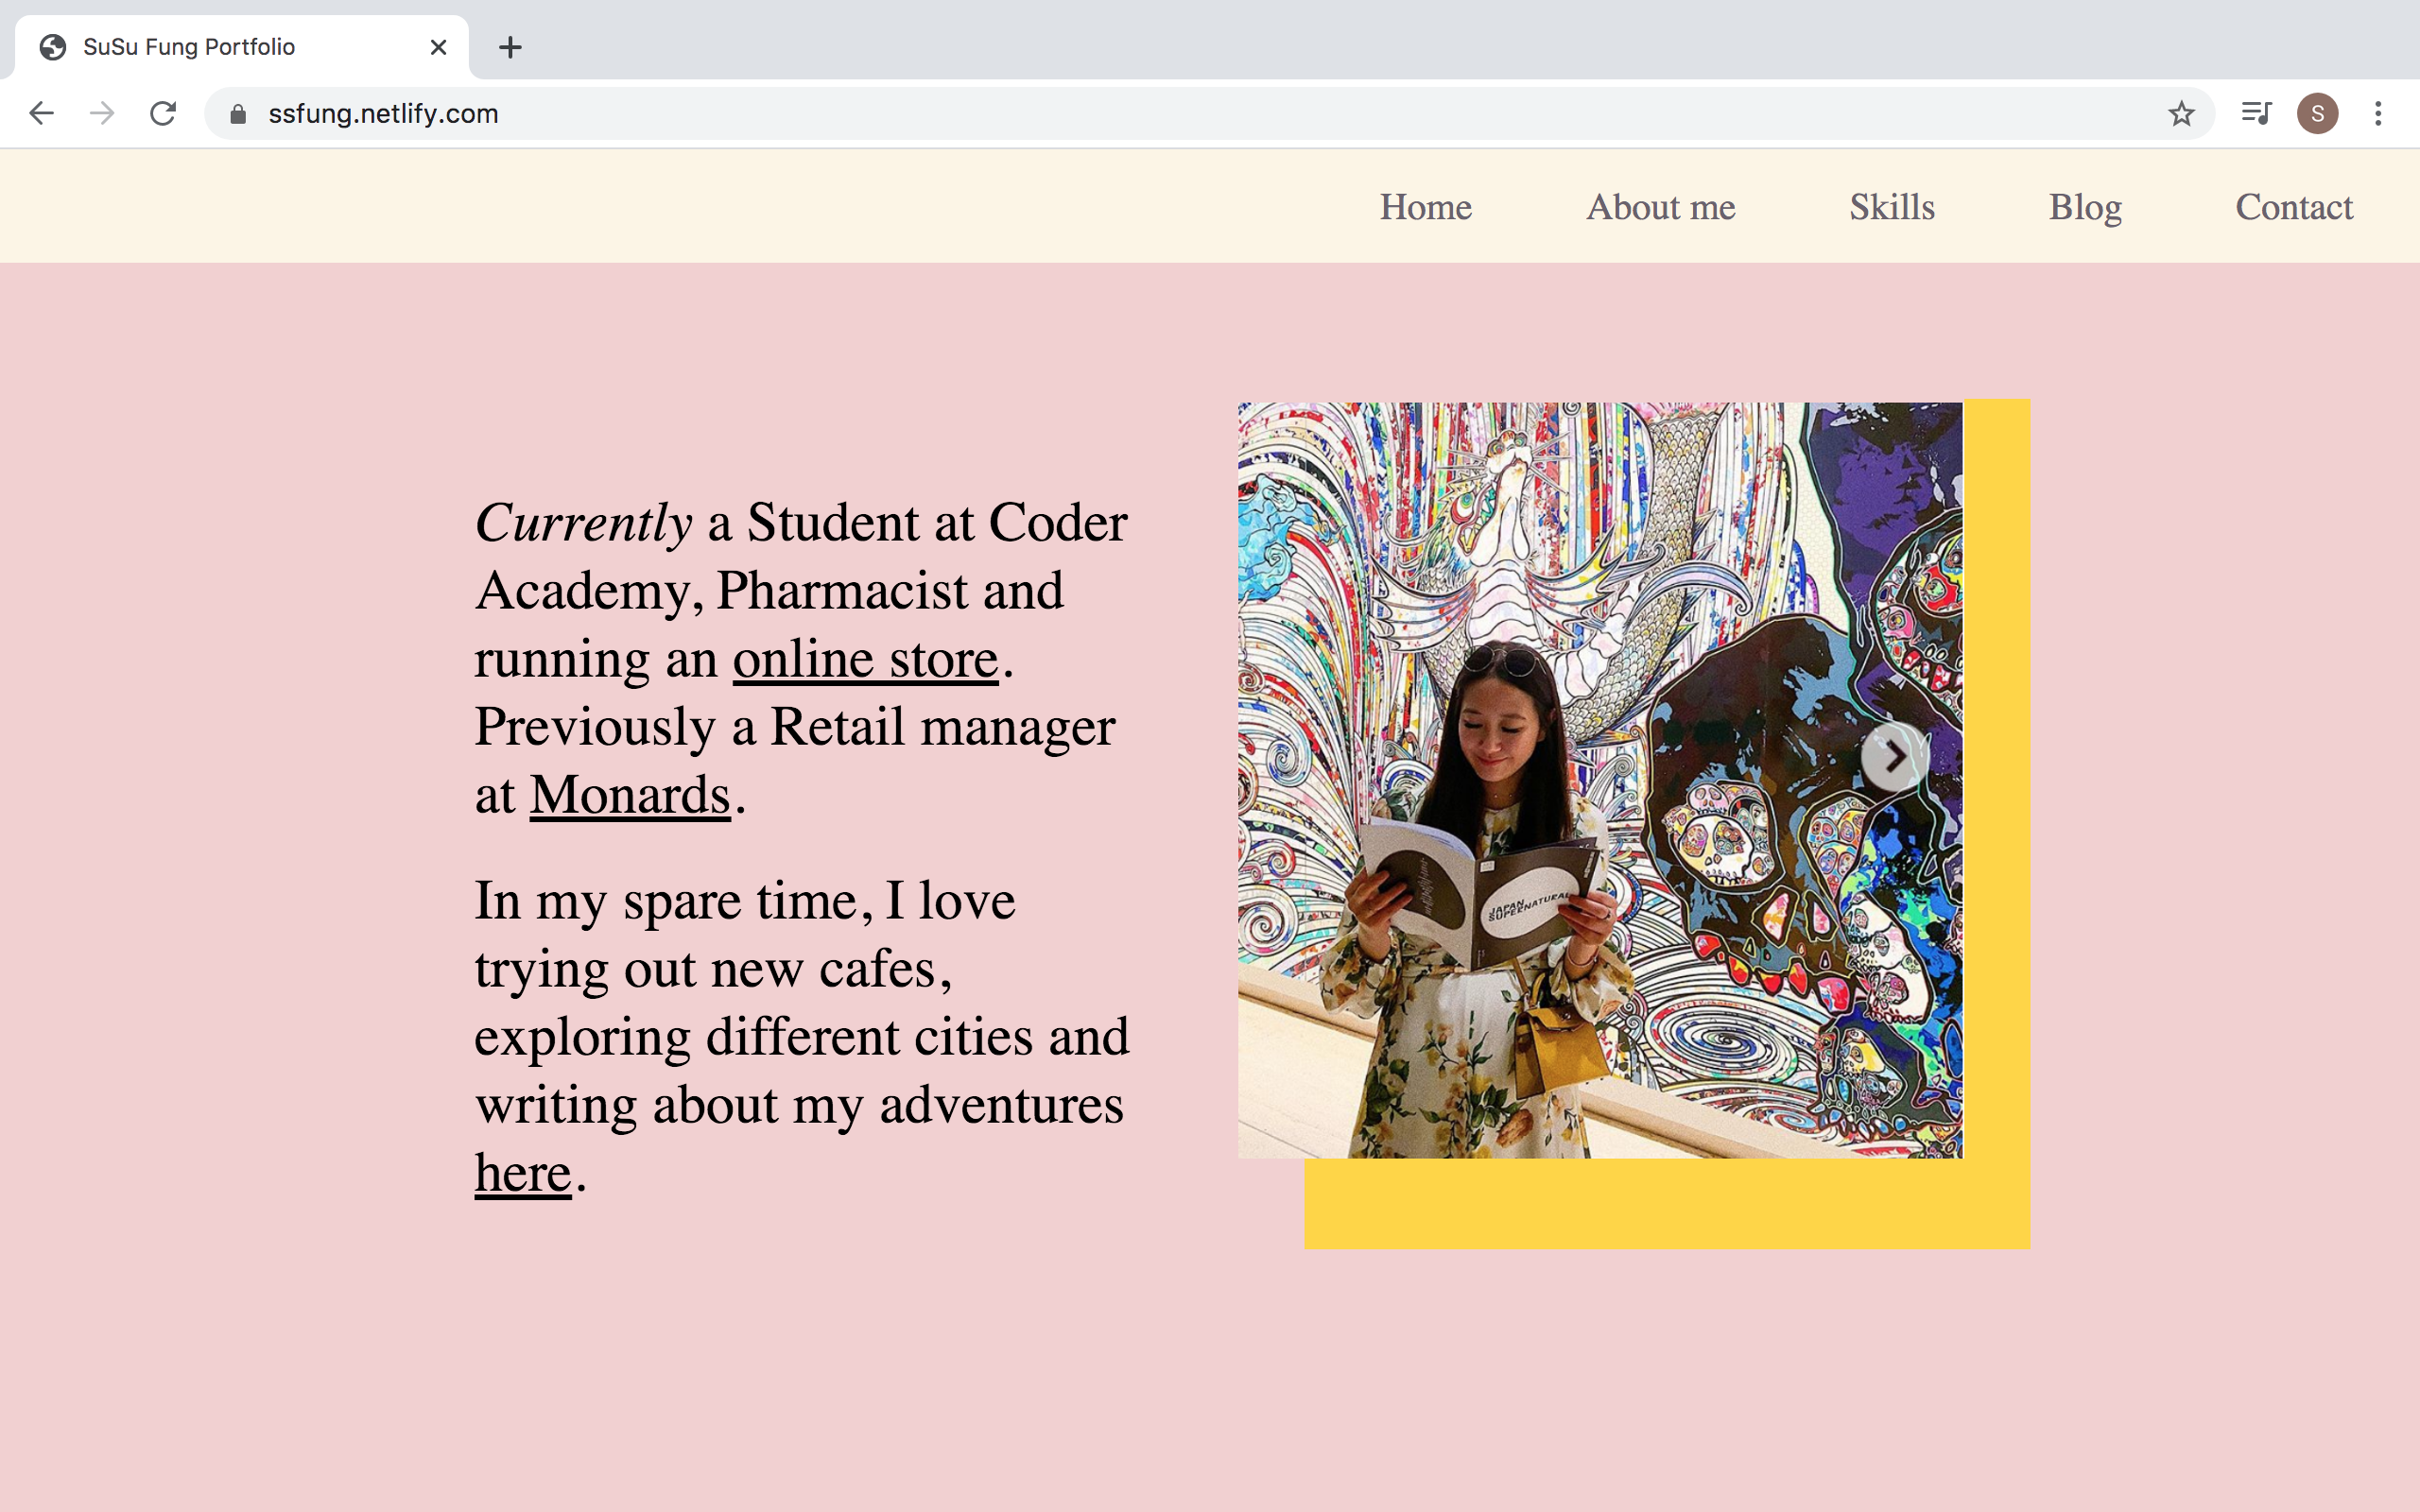 SuSu Fung Portfolio
ssfung.netlify.com
S
Home About me Skills Blog Contact
Currently a Student at Coder
Academy, Pharmacist and
running an online store.
Previously a Retail manager
at Monards.
In my spare time, I love
trying out new cafes,
exploring different cities and
writing about my adventures
here.
JAPAN
SUPERNATURAL